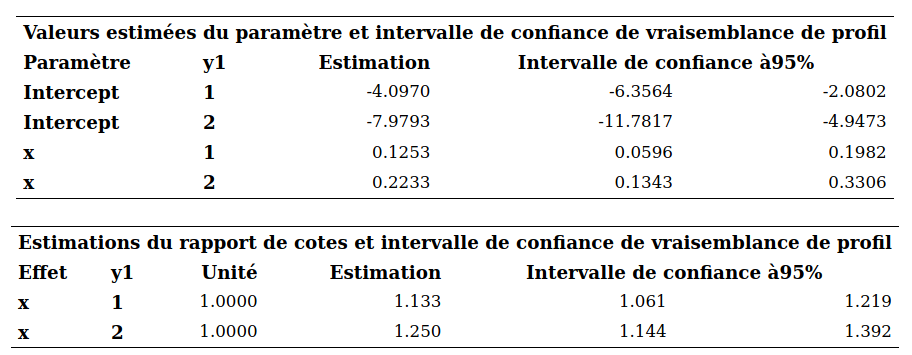 Valeurs estimées du paramètre et intervalle de confiance de vraisemblance de profil
Paramètre y1 Estimation Intervalle de confiance à95%
Intercept 1 -4.0970 -6.3564 -2.0802
Intercept 2 -7.9793 -11.7817 -4.9473
x 1 0.1253 0.0596 0.1982
x 2 0.2233 0.1343 0.3306
Estimations du rapport de cotes et intervalle de confiance de vraisemblance de profil
Effet y1 Unité Estimation Intervalle de confiance à95%
x 1 1.0000 1.133 1.061 1.219
x 2 1.0000 1.250 1.144 1.392